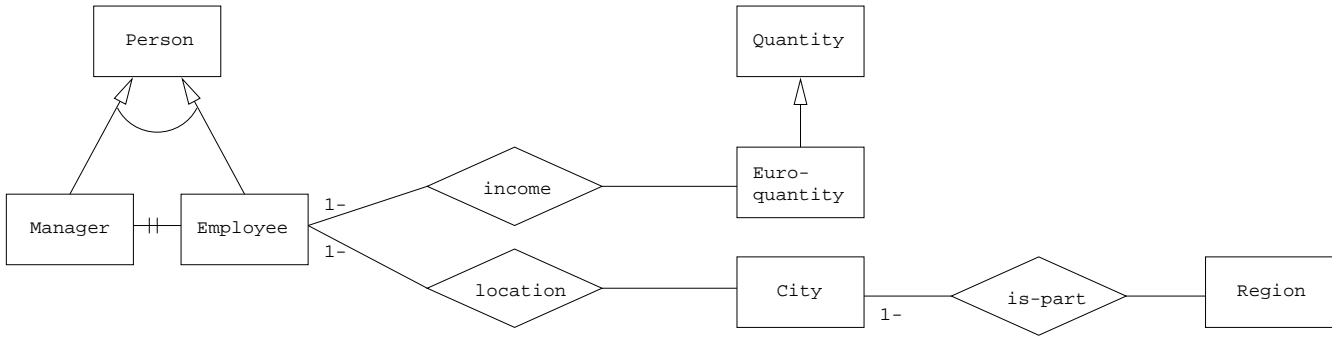 Person
Quantity
Euro-
quantity
income
1-
Manager
Employee
1-
location
City
is-part
Region
1-